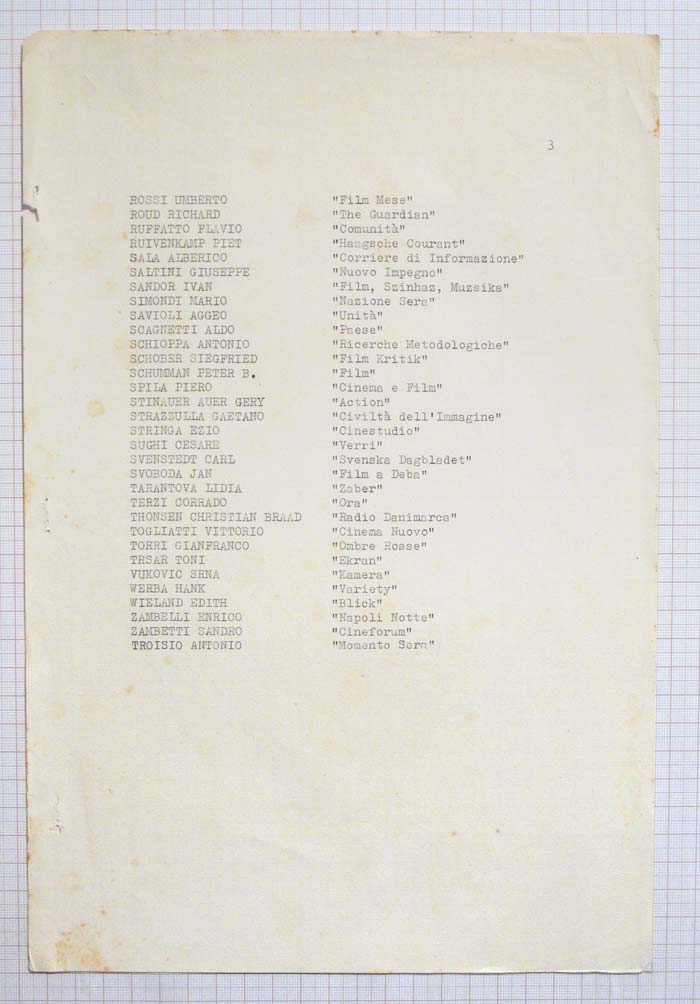 3
ROSSI UMBERTO "Film Mese"
ROUD RICHARD "The Guardian"
RUFFATTO FLAVIO "Comunità"
RUIVENKAMP PIET "Haagsche Courant"
SALA ALBERICO "Corriere di Informazione"
SALTINI GIUSEPPE "Nuovo Impegno"
SANDOR IVAN "Film, Szinhaz, Muzsika"
SIMONDI MARIO "Nazione Sera"
SAVIOLI AGGEO "Unità"
SCAGNETTI ALDO "Paese"
SCHIOPPA ANTONIO "Ricerche Metodologiche"
SCHOBER SIEGFRIED "Film Kritik"
SCHUMMAN PETER B. "Film"
SPILA PIERO "Cinema e Film"
STINAUER AUER GERY "Action"
STRAZZULLA GAETANO "Civiltà dell'Immagine"
STRINGA EZIO "Cinestudio"
SUGHI CESARE "Verri"
SVENSTEDT CARL "Svenska Dagbladet"
SVOBODA JAN "Film a Deba"
TARANTOVA LIDIA "Zaber"
TERZI CORRADO "Ora"
THONSEN CHRISTIAN BRAAD "Radio Danimarca"
TOGLIATTI VITTORIO "Cinema Nuovo"
TORRI GIANFRANCO "Ombre Rosse"
TRSAR TONI "Ekran"
VUKOVIC SRNA "Kamera"
WERBA HANK "Variety"
WIELAND EDITH "Blick"
ZAMBELLI ENRICO "Napoli Notte"
ZAMBETTI SANDRO "Cineforum"
TROISIO ANTONIO "Momento Sera"